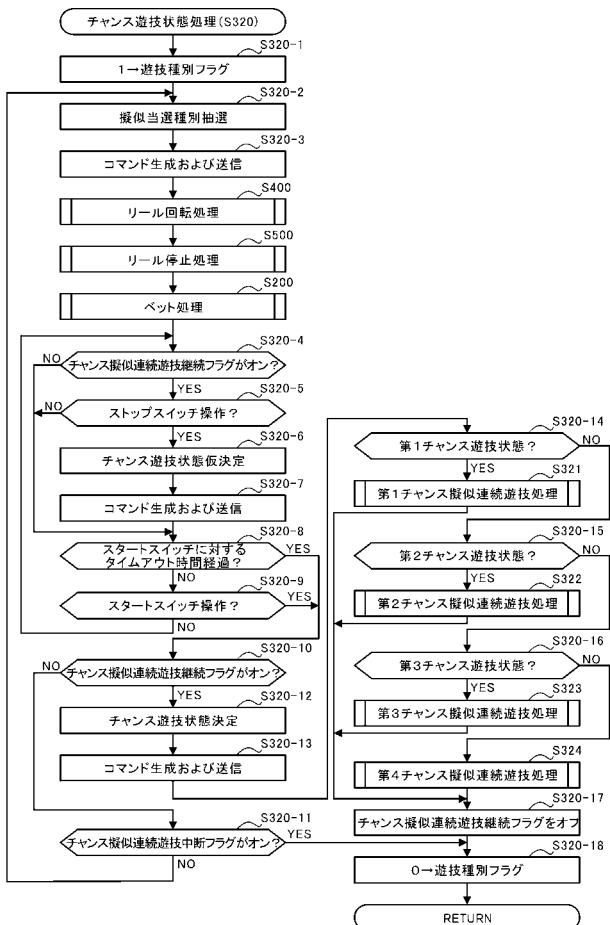 チャンス遊技状態処理(S320)
S320-1
1→遊技種別フラグ
S320-2
擬似当選種別抽選
S320-3
コマンド生成および送信
S400
リール回転処理
S500
リール停止処理
S200
ベット処理
S320-4
NO
チャンス擬似連続遊技継続フラグがオン?
YES
S320-5
NO
ストップスイッチ操作?
YES
S320-6
チャンス遊技状態仮決定
S320-7
コマンド生成および送信
S320-8
スタートスイッチに対する
タイムアウト時間経過?
YES
NO
S320-9
スタートスイッチ操作?
YES
NO
S320-10
NO
チャンス擬似連続遊技継続フラグがオン?
YES
S320-12
チャンス遊技状態決定
S320-13
コマンド生成および送信
S320-11
チャンス擬似連続遊技中断フラグがオン?
YES
NO
S320-14
第1チャンス遊技状態?
NO
YES
S321
第1チャンス擬似連続遊技処理
S320-15
第2チャンス遊技状態?
NO
YES
S322
第2チャンス擬似連続遊技処理
S320-16
第3チャンス遊技状態?
NO
YES
S323
第3チャンス擬似連続遊技処理
S324
第4チャンス擬似連続遊技処理
S320-17
チャンス擬似連続遊技継続フラグをオフ
S320-18
0→遊技種別フラグ
RETURN